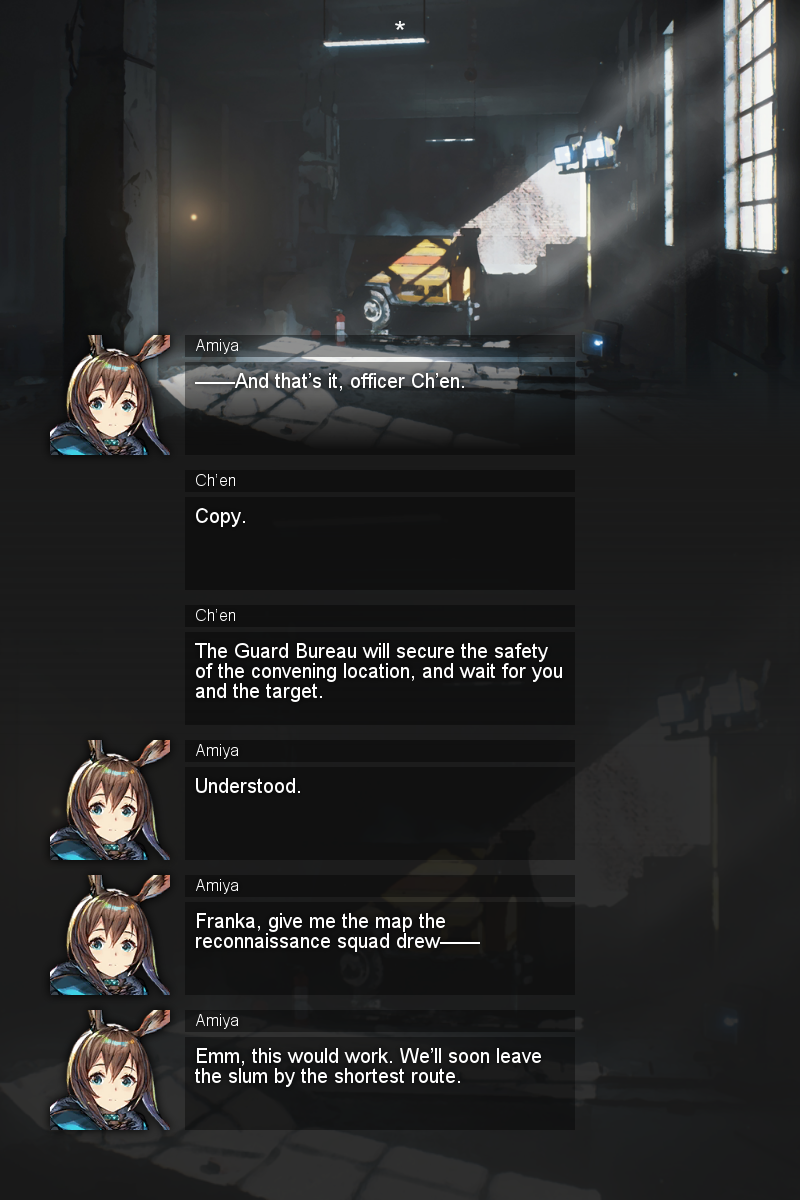 *
Amiya
——And that's it, officer Ch'en.
Ch'en
Copy.
Ch'en
The Guard Bureau will secure the safety
of the convening location, and wait for you
and the target.
Amiya
Understood.
Amiya
Franka, give me the map the
reconnaissance squad drew——
Amiya
Emm, this would work. We'll soon leave
the slum by the shortest route.